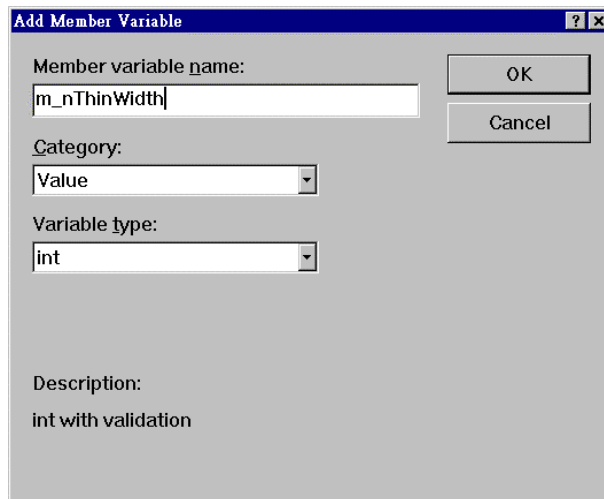 Add Member Variable
Member variable name:
m_nThinWidth
OK
Cancel
Category:
Value
Variable type:
int
Description:
int with validation